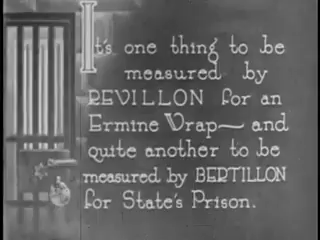 It's one thing to be
measured by
REVILLON for an
Ermine Wrap — and
quite another to be
measured by BERTILLON
for State's Prison.